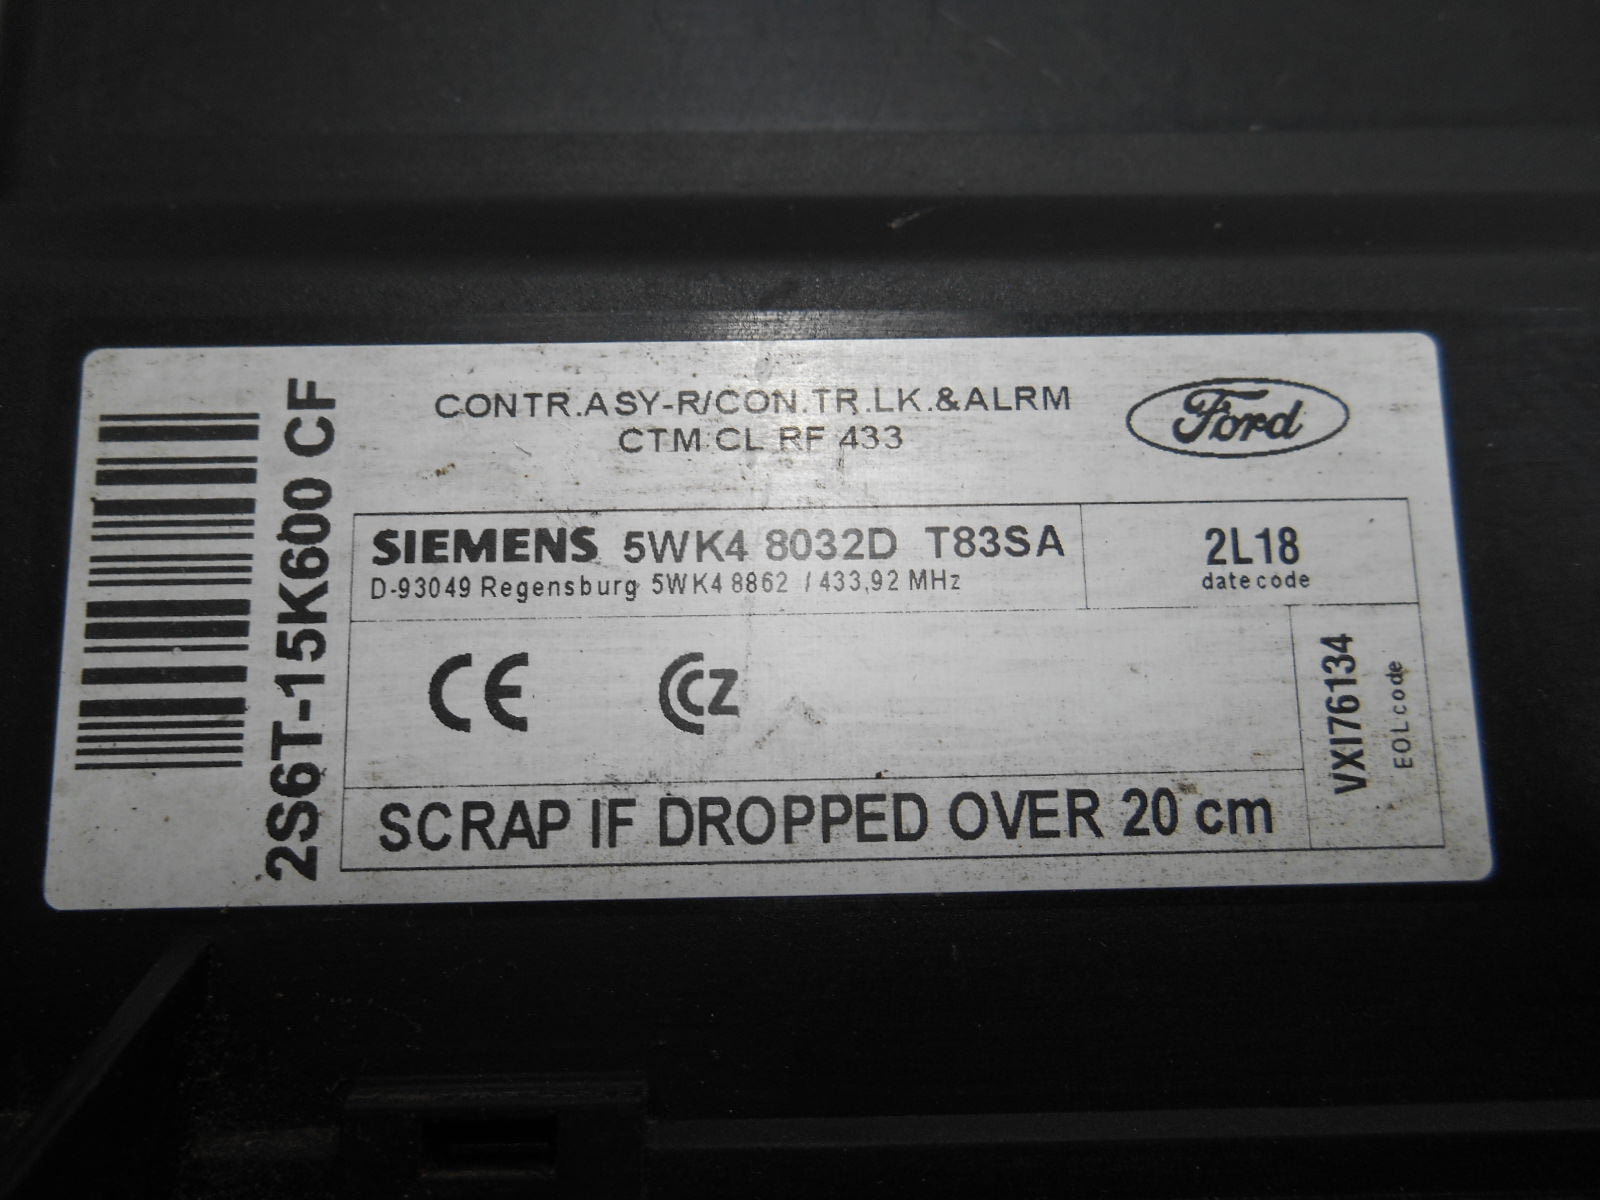 2S6T-15K600 CF
CONTR.ASY-R/CON.TR.LK.&ALRM
CTM CL RF 433
Ford
SIEMENS 5WK4 8032D T83SA
D-93049 Regensburg 5WK4 8862 / 433,92 MHz
2L18
datecode
CE
CZ
VXI76134
EOLcode
SCRAP IF DROPPED OVER 20 cm